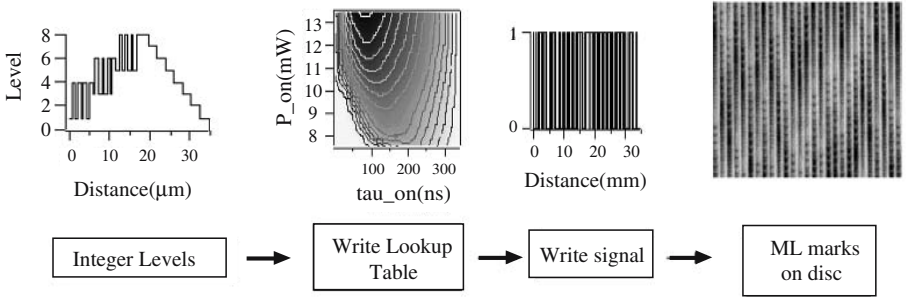 Level
8
6
4
2
0
0 10 20 30
Distance(μm)
P_on(mW)
13
12
11
10
9
8
100 200 300
tau_on(ns)
1
0
0 10 20 30
Distance(mm)
Integer Levels
Write Lookup
Table
Write signal
ML marks
on disc